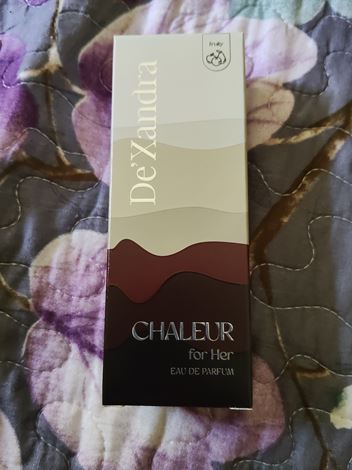 fruity
De'Xandra
CHALEUR
for Her
EAU DE PARFUM